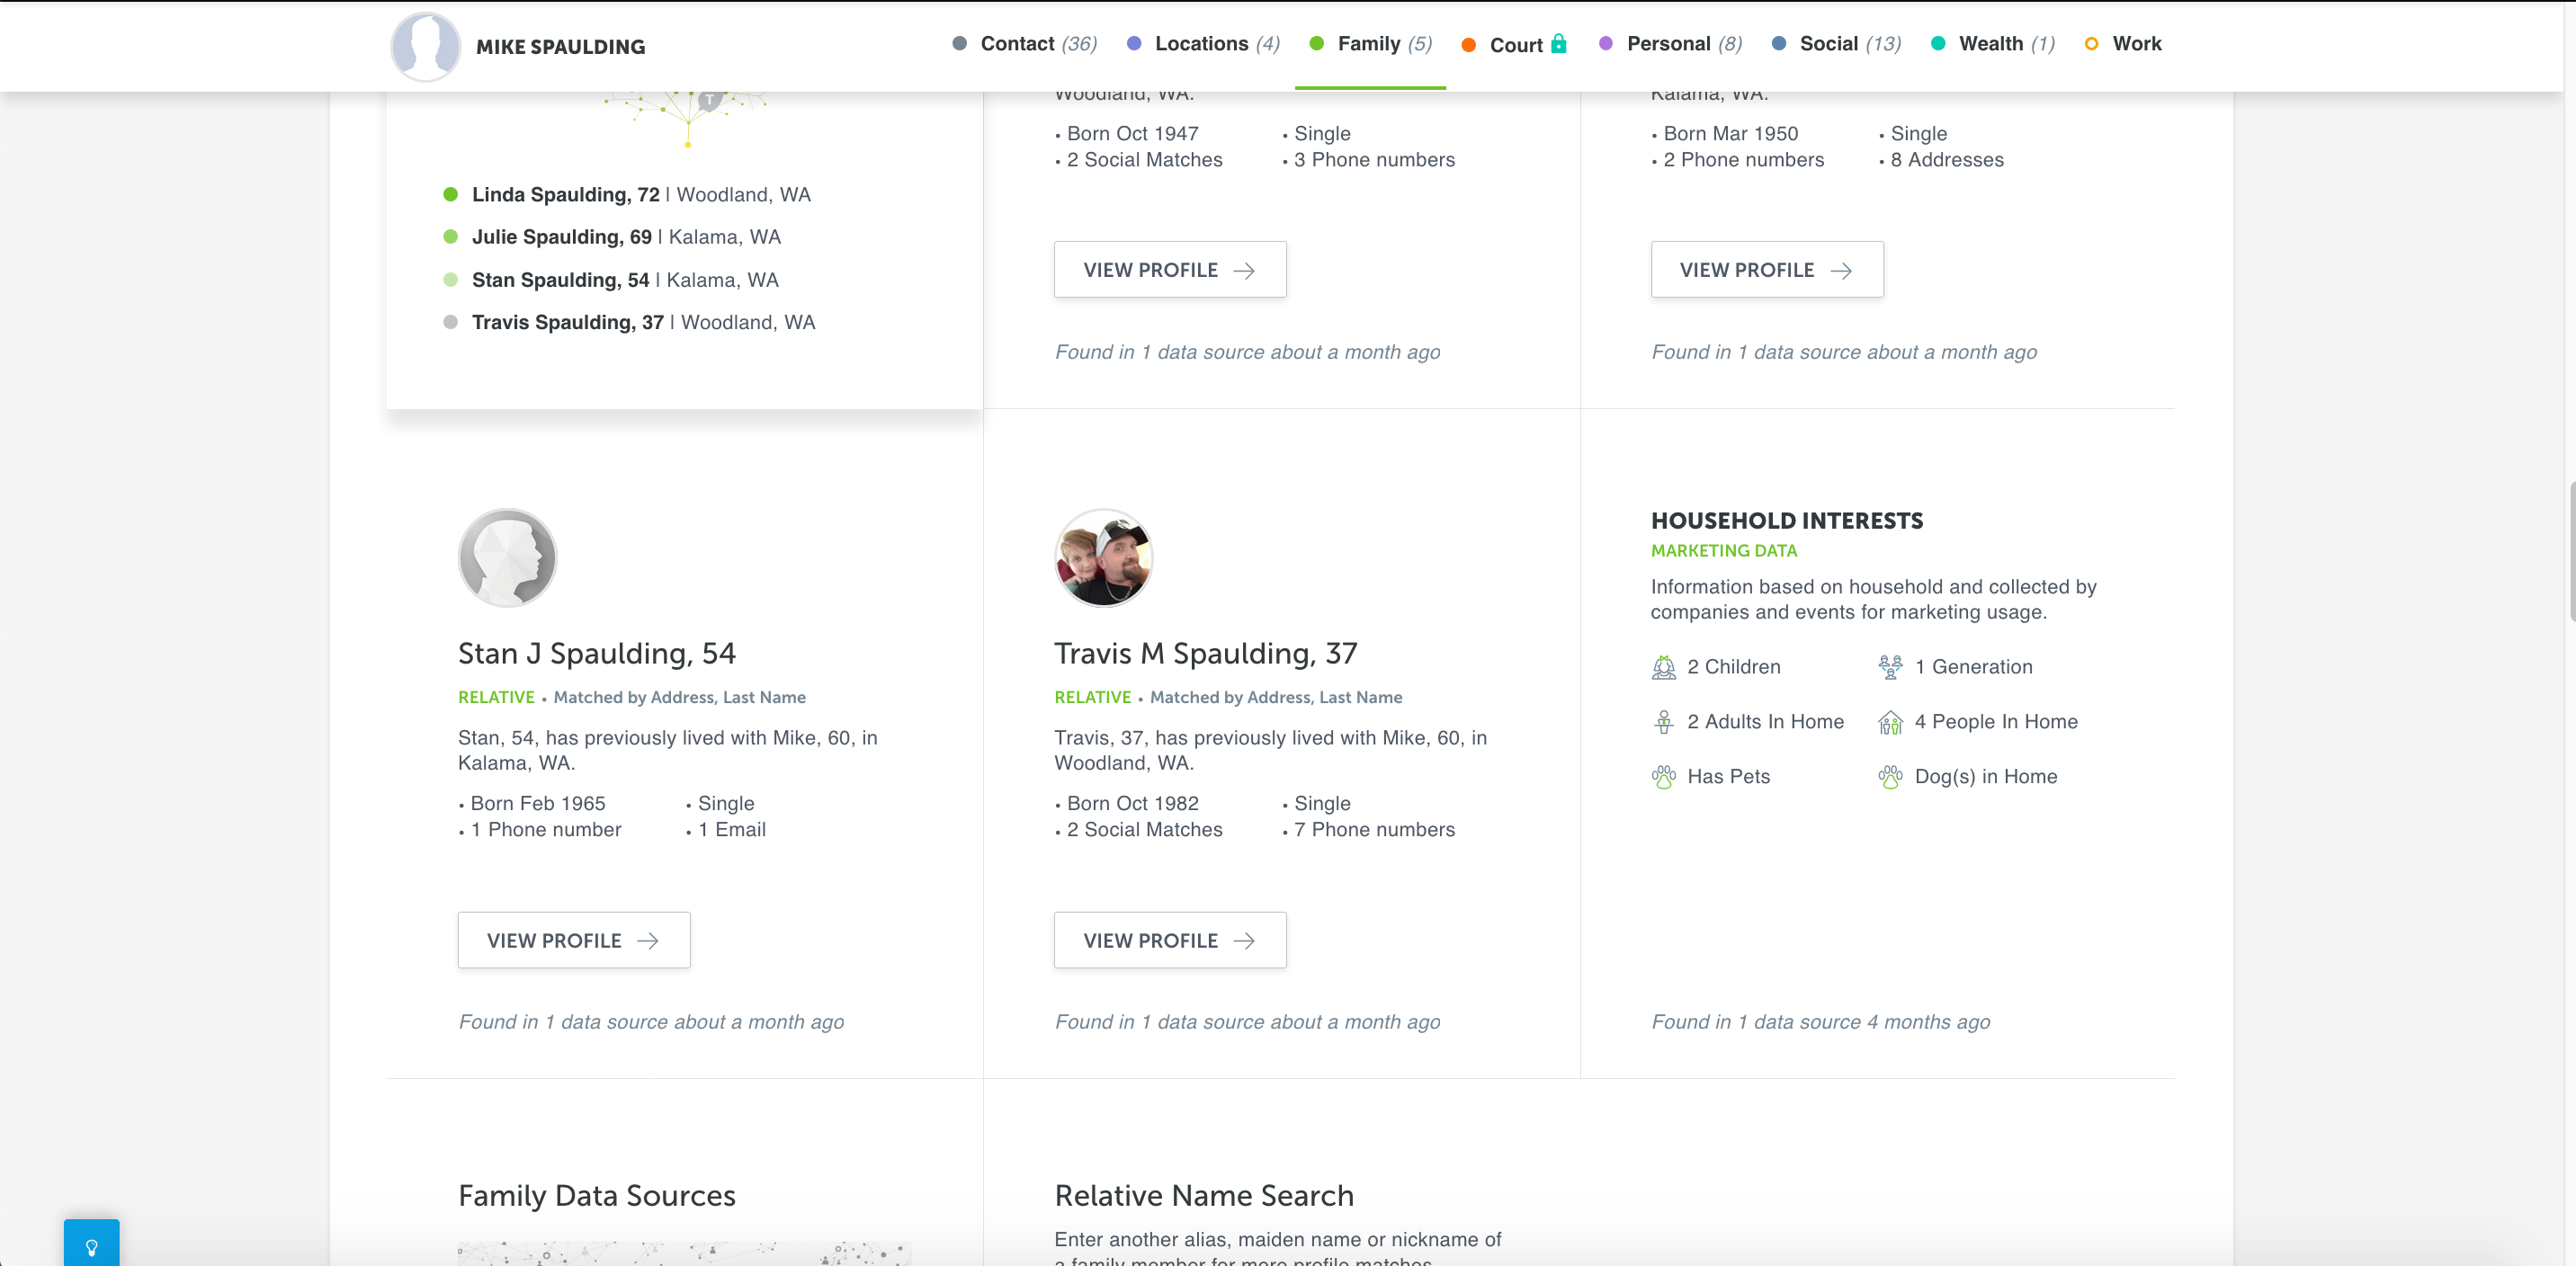 MIKE SPAULDING
Contact (36)
Locations (4)
Family (5)
Court
Personal (8)
Social (13)
Wealth (1)
Work
T
Linda Spaulding, 72 | Woodland, WA
Julie Spaulding, 69 | Kalama, WA
Stan Spaulding, 54 | Kalama, WA
Travis Spaulding, 37 | Woodland, WA
Woodland, WA.
• Born Oct 1947
• Single
• 2 Social Matches
• 3 Phone numbers
VIEW PROFILE
Found in 1 data source about a month ago
Kalama, WA.
• Born Mar 1950
• Single
• 2 Phone numbers
• 8 Addresses
VIEW PROFILE
Found in 1 data source about a month ago
Stan J Spaulding, 54
RELATIVE • Matched by Address, Last Name
Stan, 54, has previously lived with Mike, 60, in
Kalama, WA.
• Born Feb 1965
• Single
• 1 Phone number
• 1 Email
VIEW PROFILE
Found in 1 data source about a month ago
Travis M Spaulding, 37
RELATIVE • Matched by Address, Last Name
Travis, 37, has previously lived with Mike, 60, in
Woodland, WA.
• Born Oct 1982
• Single
• 2 Social Matches
• 7 Phone numbers
VIEW PROFILE
Found in 1 data source about a month ago
HOUSEHOLD INTERESTS
MARKETING DATA
Information based on household and collected by
companies and events for marketing usage.
2 Children
1 Generation
2 Adults In Home
4 People In Home
Has Pets
Dog(s) in Home
Found in 1 data source 4 months ago
Family Data Sources
Relative Name Search
Enter another alias, maiden name or nickname of
a family member for more profile matches